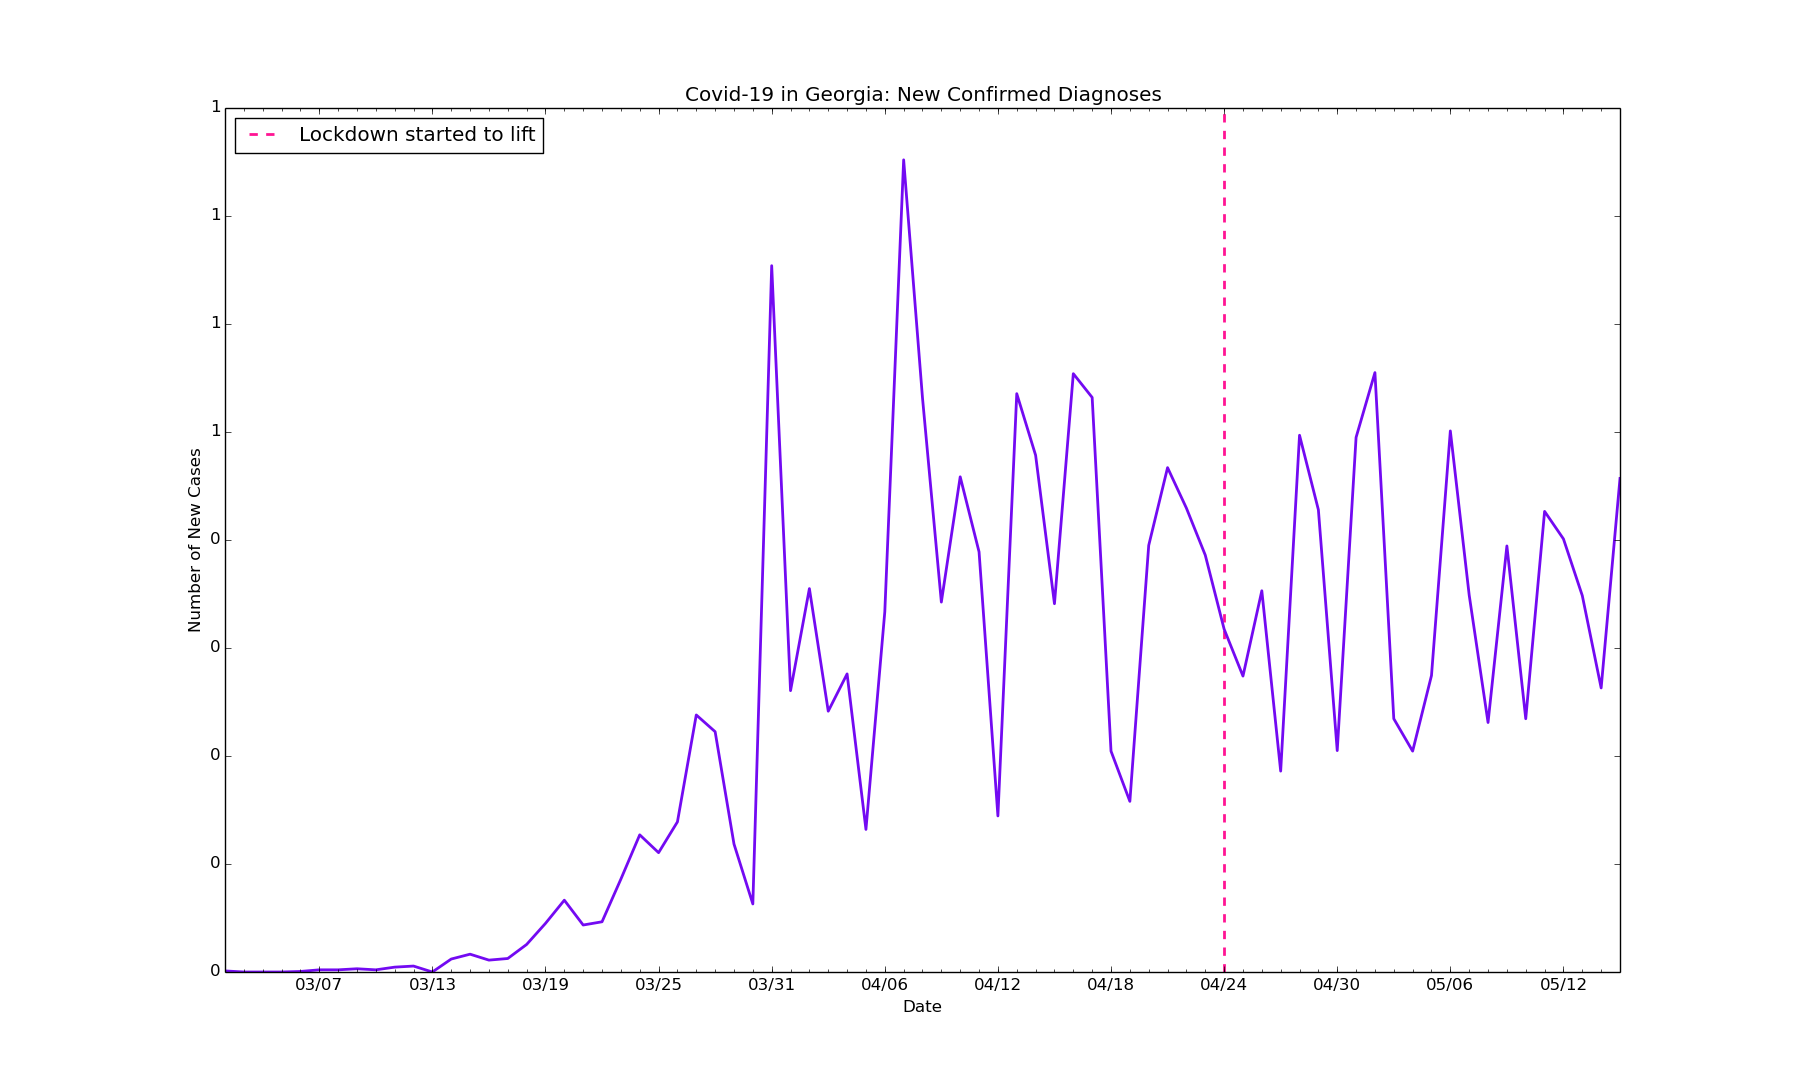 Covid-19 in Georgia: New Confirmed Diagnoses
Lockdown started to lift
Number of New Cases
1
1
1
1
0
0
0
0
0
03/07 03/13 03/19 03/25 03/31 04/06 04/12 04/18 04/24 04/30 05/06 05/12
Date